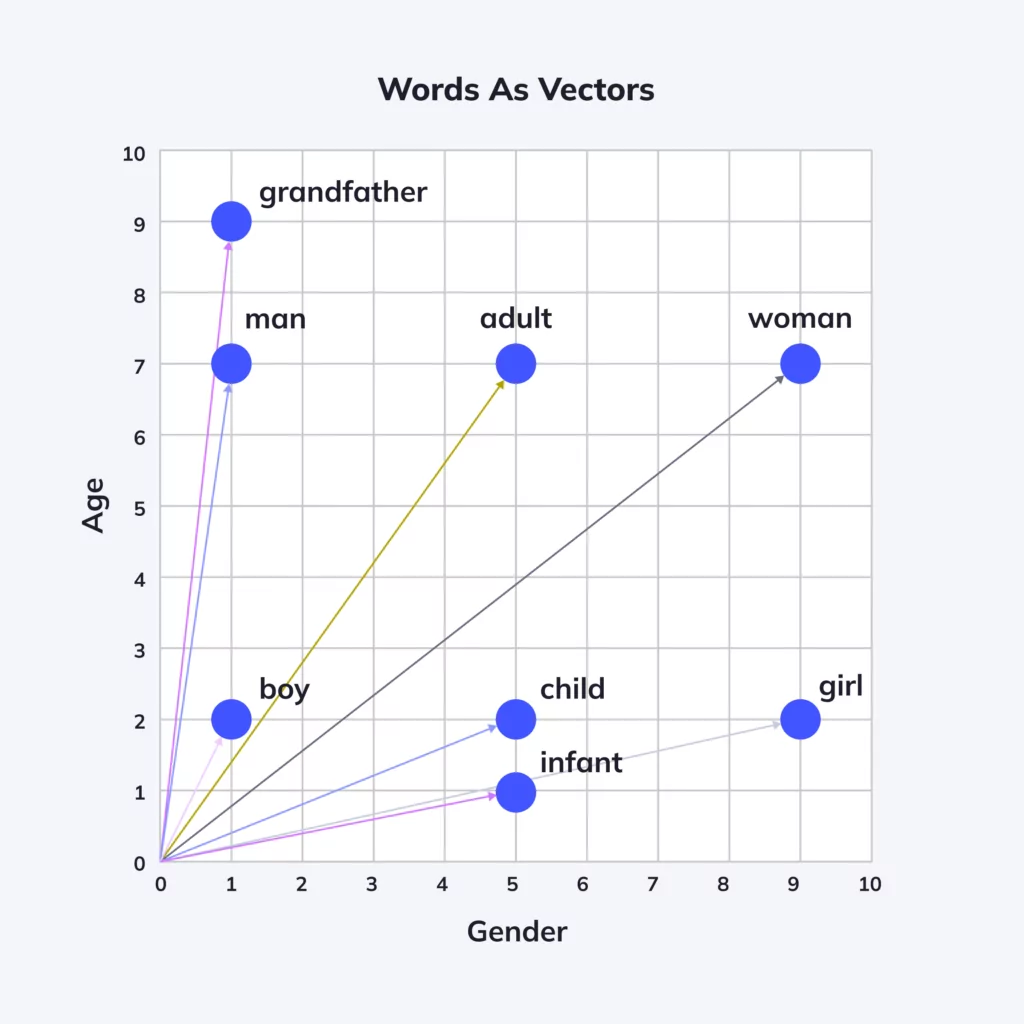 Words As Vectors
10
grandfather
9
8
man
adult
woman
7
6
Age
5
4
3
boy
child
girl
2
infant
1
0
0 1 2 3 4 5 6 7 8 9 10
Gender